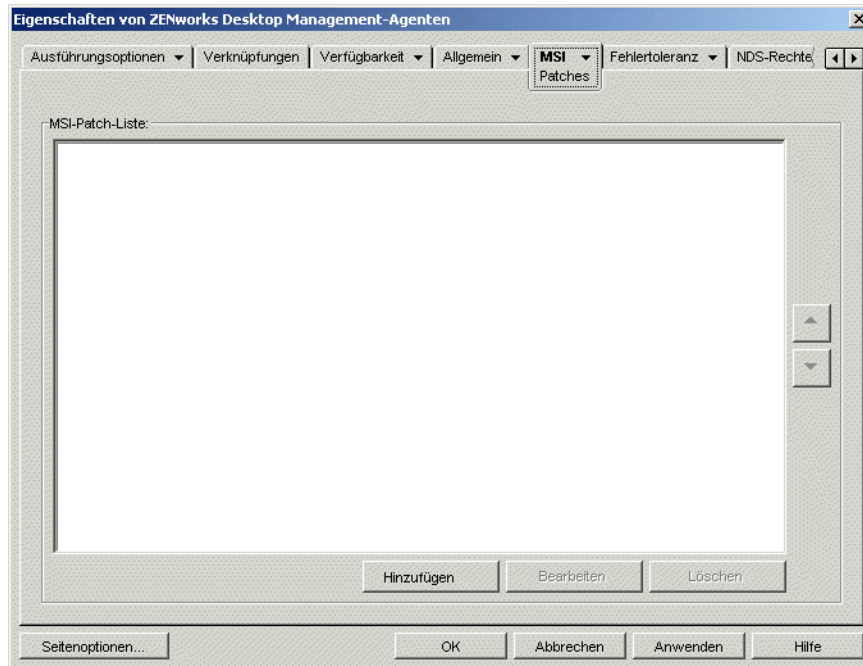 Eigenschaften von ZENworks Desktop Management-Agenten
Ausführungsoptionen Verknüpfungen Verfügbarkeit Allgemein MSI Fehlertoleranz NDS-Rechte
Patches
MSI-Patch-Liste:
Hinzufügen Bearbeiten Löschen
Seitenoptionen... OK Abbrechen Anwenden Hilfe